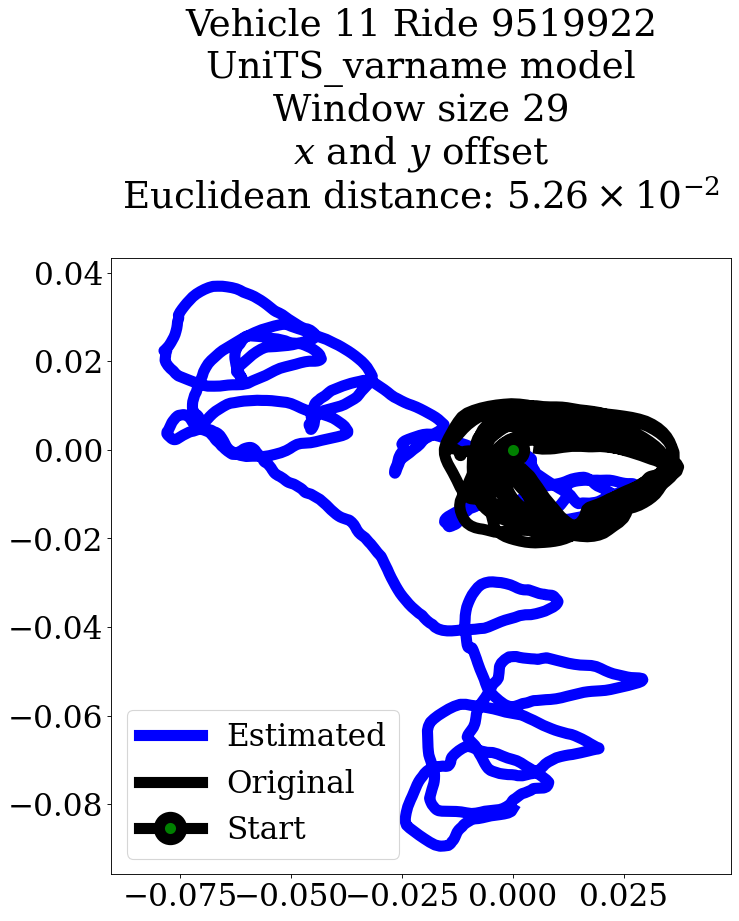 Vehicle 11 Ride 9519922
UniTS_varname model
Window size 29
x and y offset
Euclidean distance: 5.26 × 10⁻²
0.04
0.02
0.00
−0.02
−0.04
−0.06
−0.08
Estimated
Original
Start
−0.075 −0.050 −0.025 0.000 0.025